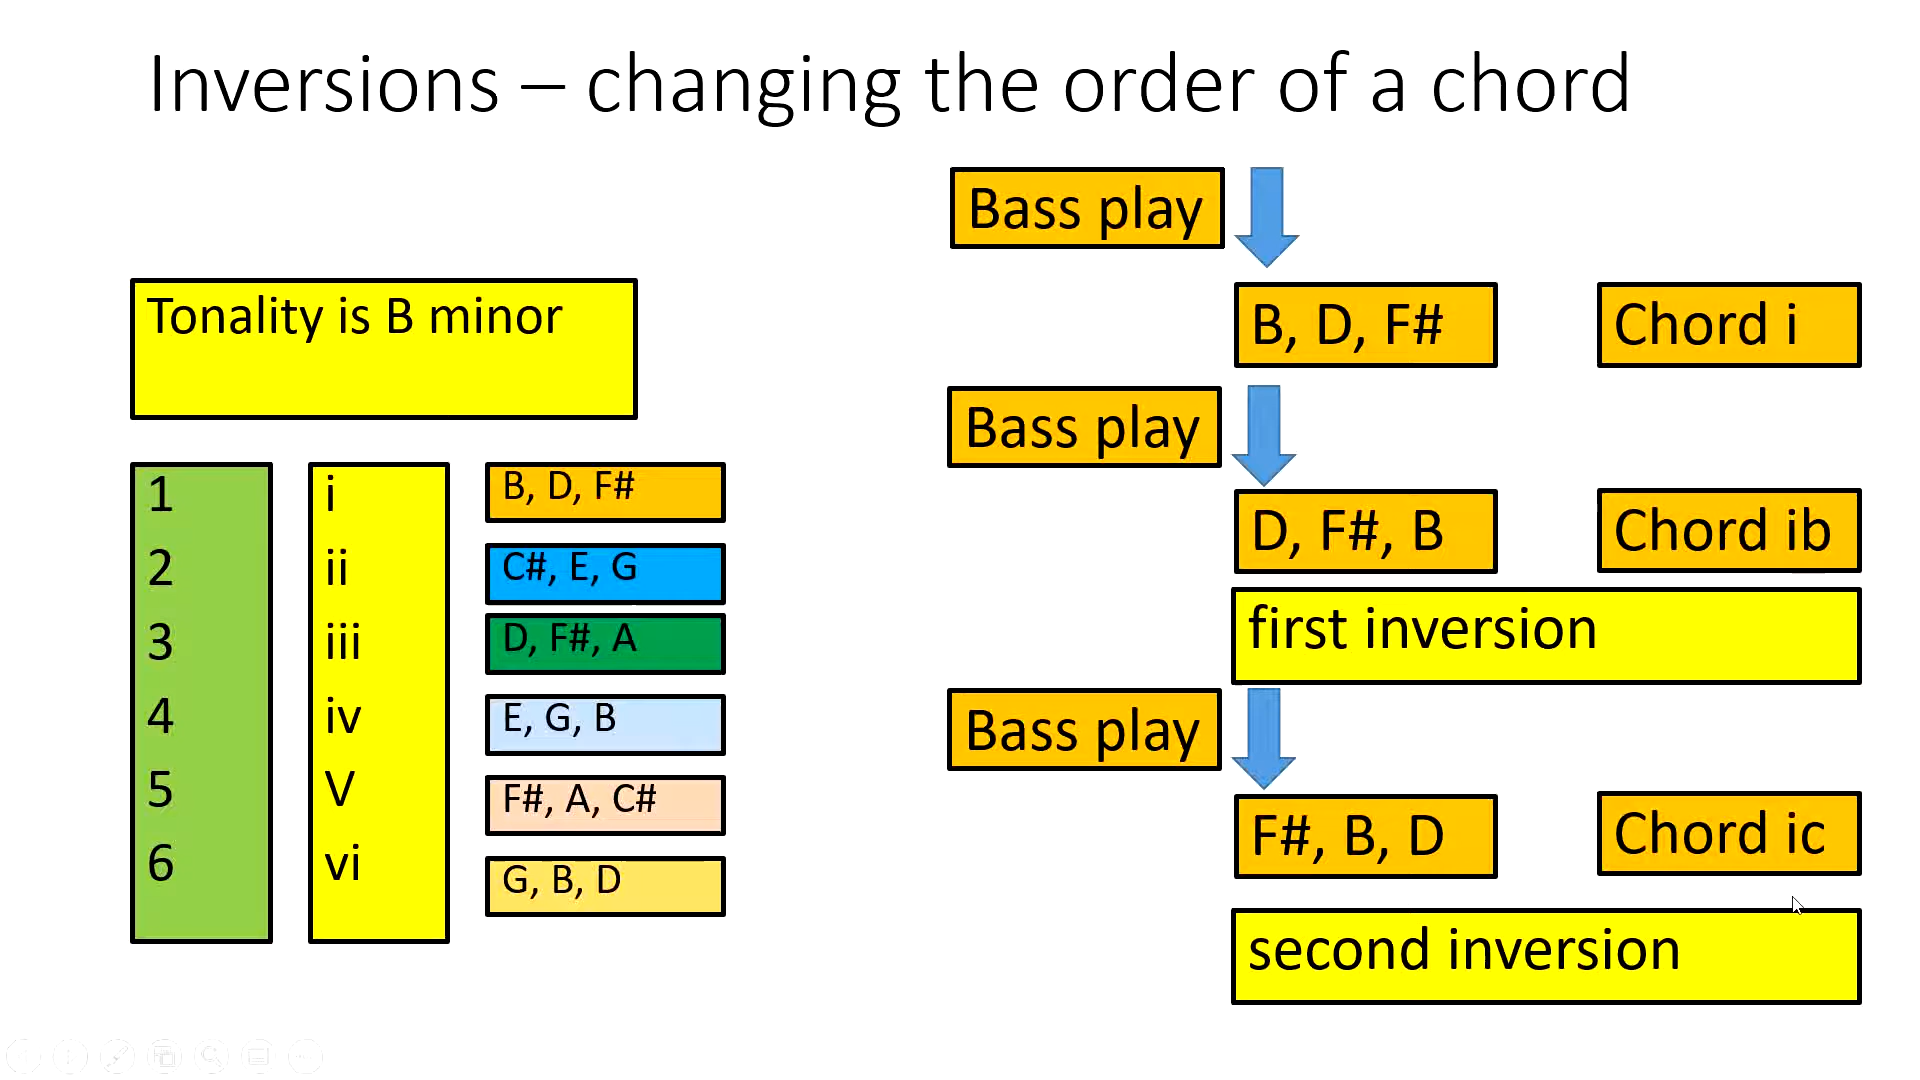 Inversions – changing the order of a chord
Tonality is B minor
1
2
3
4
5
6
i
ii
iii
iv
V
vi
B, D, F#
C#, E, G
D, F#, A
E, G, B
F#, A, C#
G, B, D
Bass play
B, D, F#
Chord i
Bass play
D, F#, B
Chord ib
first inversion
Bass play
F#, B, D
Chord ic
second inversion